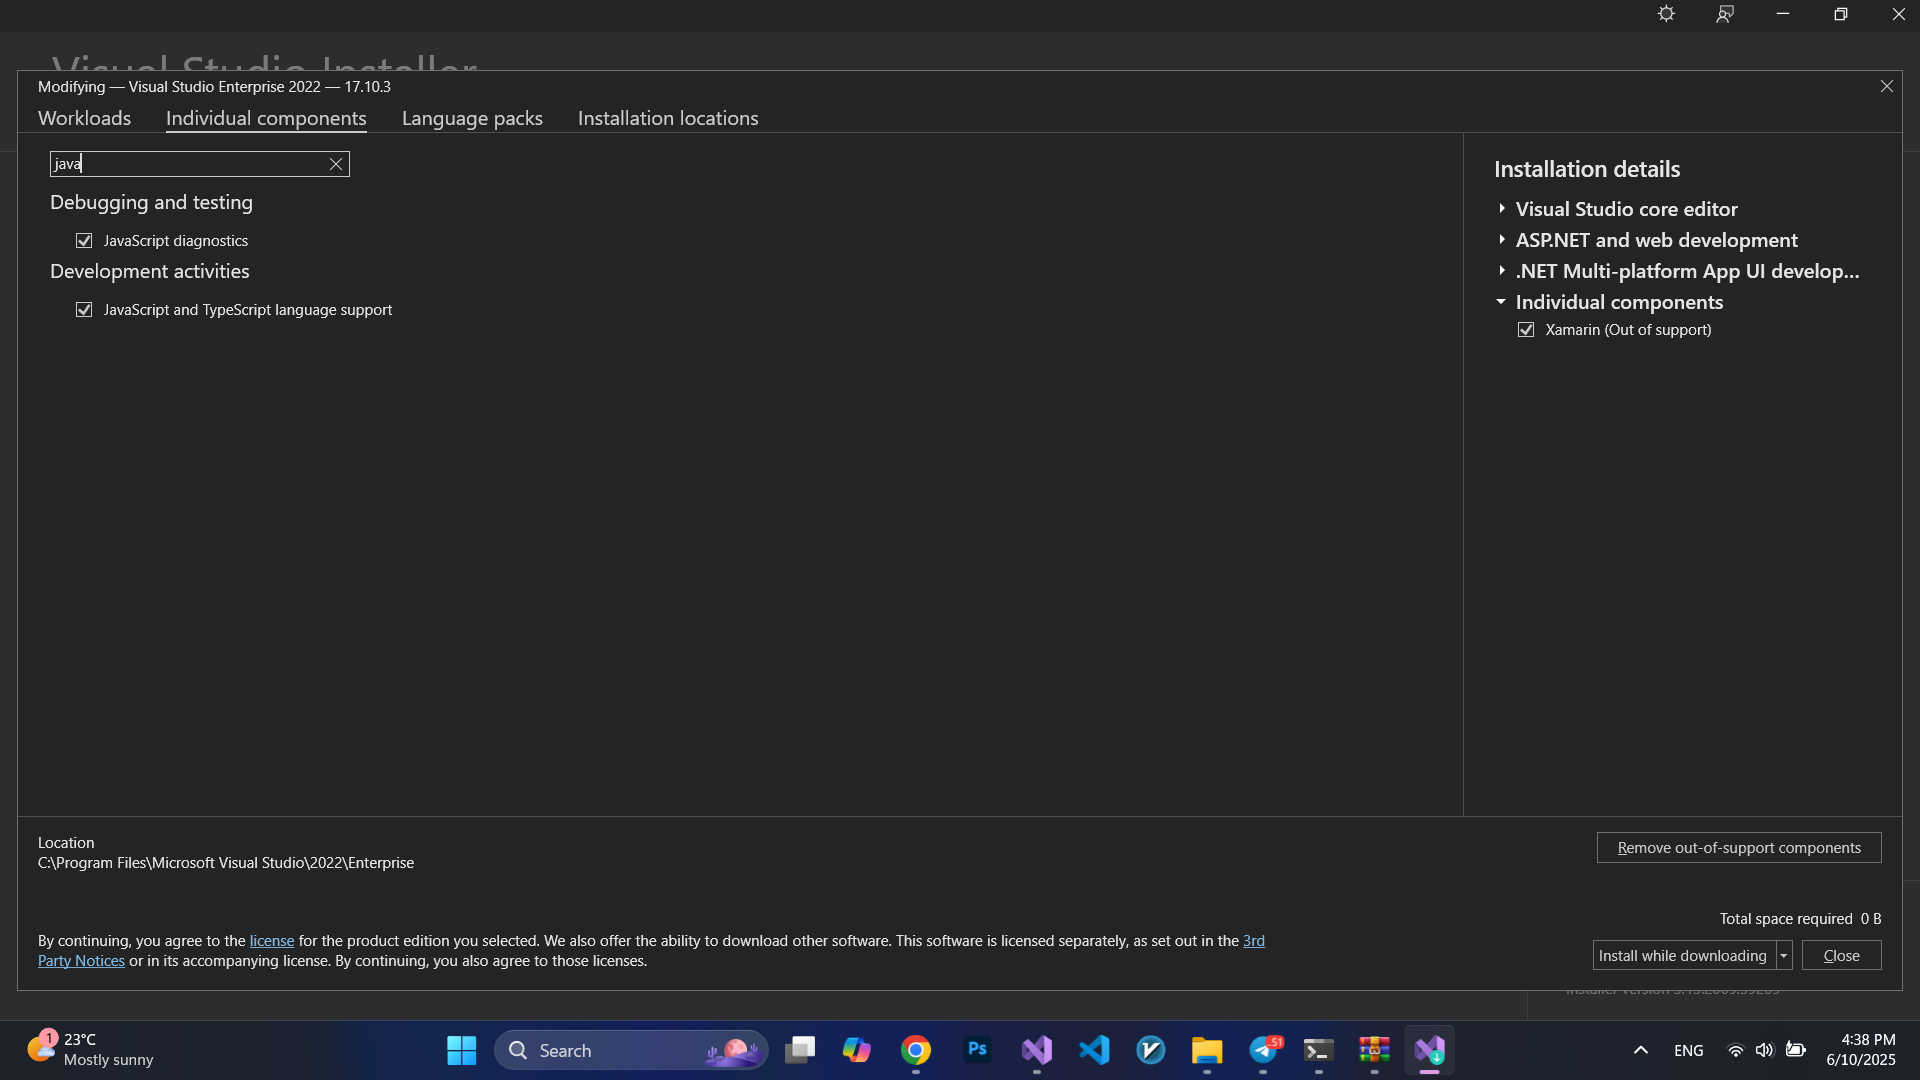 Visual Studio Installer
Modifying — Visual Studio Enterprise 2022 — 17.10.3
Workloads
Individual components
Language packs
Installation locations
java
Debugging and testing
JavaScript diagnostics
Development activities
JavaScript and TypeScript language support
Installation details
Visual Studio core editor
ASP.NET and web development
.NET Multi-platform App UI develop...
Individual components
Xamarin (Out of support)
Location
C:\Program Files\Microsoft Visual Studio\2022\Enterprise
Remove out-of-support components
Total space required 0 B
By continuing, you agree to the license for the product edition you selected. We also offer the ability to download other software. This software is licensed separately, as set out in the 3rd
Party Notices or in its accompanying license. By continuing, you also agree to those licenses.
Install while downloading
Close
1
23°C
Mostly sunny
Search
Ps
51
ENG
4:38 PM
6/10/2025